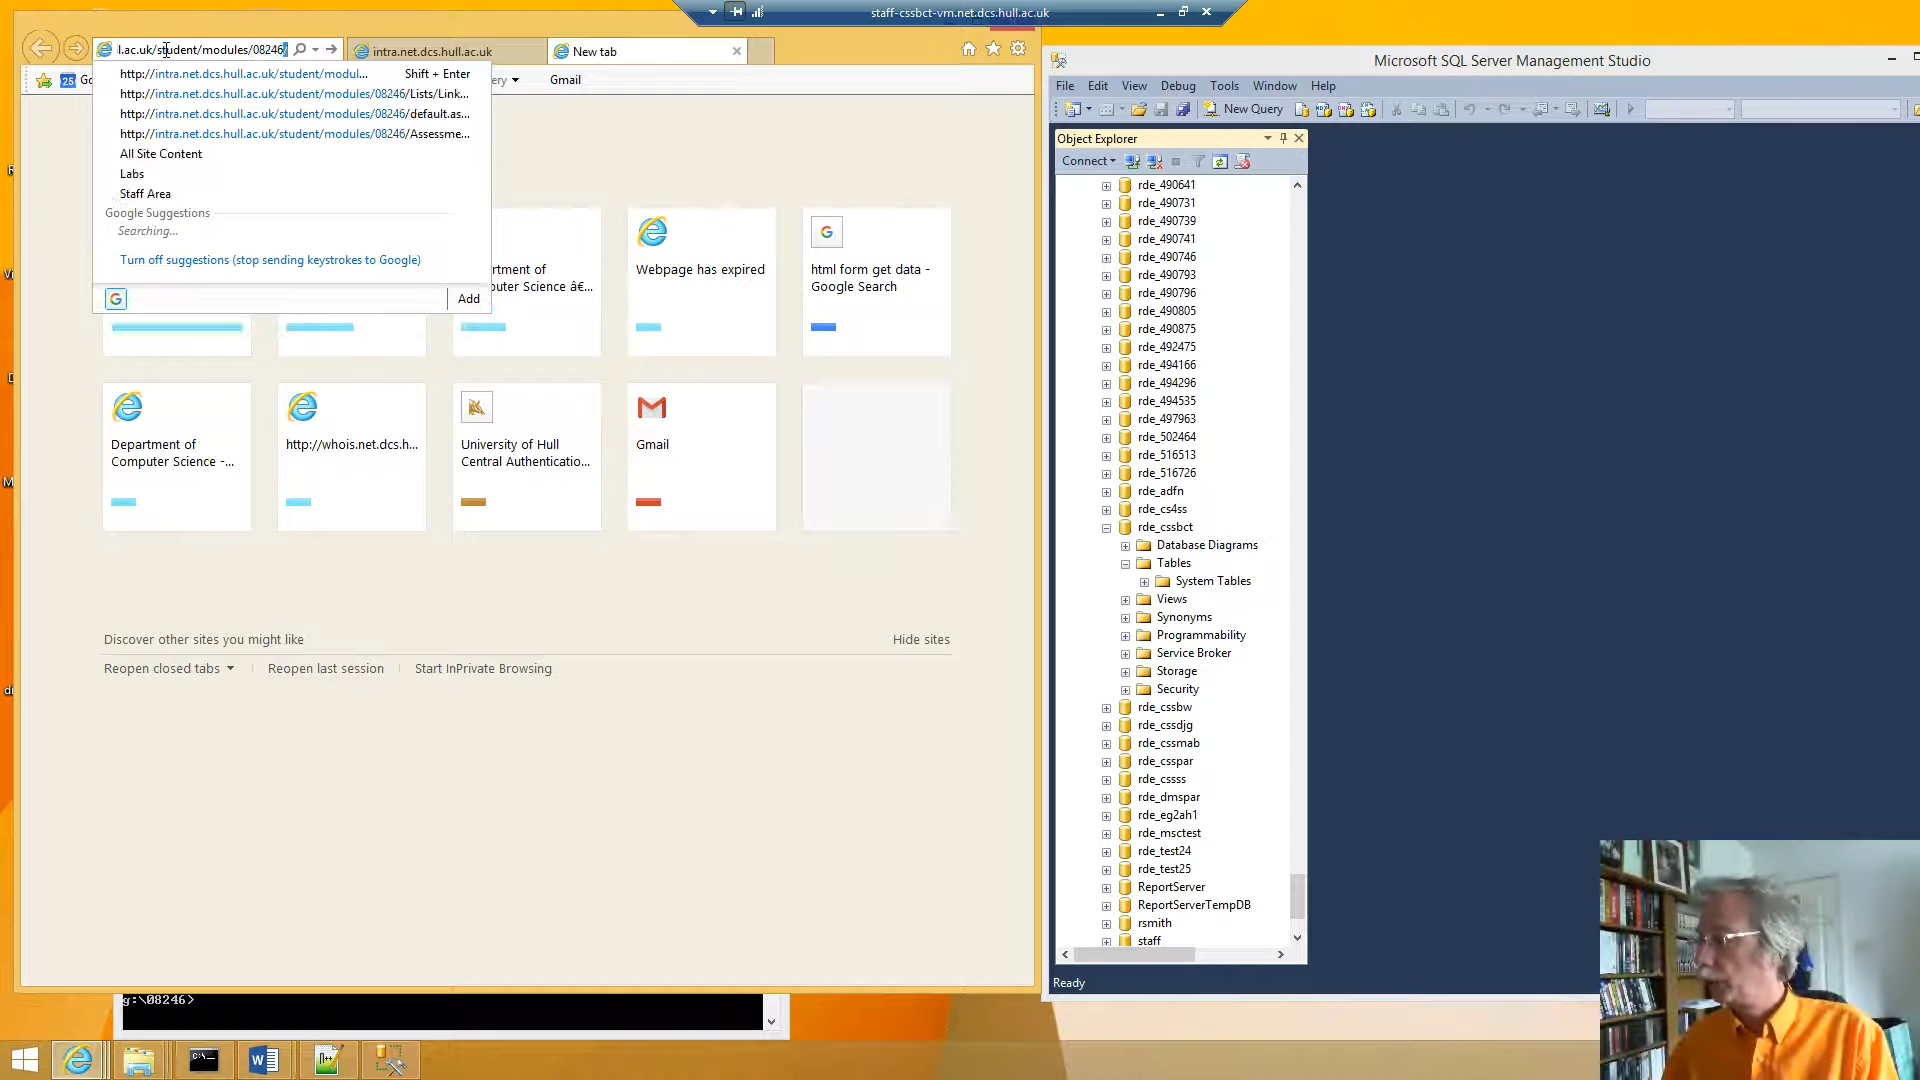 staff-cssbct-vm.net.dcs.hull.ac.uk
l.ac.uk/student/modules/08246/
intra.net.dcs.hull.ac.uk
New tab
25 Go
ery
Gmail
http://intra.net.dcs.hull.ac.uk/student/modul... Shift + Enter
http://intra.net.dcs.hull.ac.uk/student/modules/08246/Lists/Link...
http://intra.net.dcs.hull.ac.uk/student/modules/08246/default.as...
http://intra.net.dcs.hull.ac.uk/student/modules/08246/Assessme...
All Site Content
Labs
Staff Area
Google Suggestions
Searching...
Turn off suggestions (stop sending keystrokes to Google)
G
Add
rtment of
puter Science â€...
Webpage has expired
G
html form get data -
Google Search
Department of
Computer Science -...
http://whois.net.dcs.h...
University of Hull
Central Authenticatio...
Gmail
Discover other sites you might like
Hide sites
Reopen closed tabs
Reopen last session
Start InPrivate Browsing
g:\08246>
Microsoft SQL Server Management Studio
File Edit View Debug Tools Window Help
New Query
Object Explorer
Connect
rde_490641
rde_490731
rde_490739
rde_490741
rde_490746
rde_490793
rde_490796
rde_490805
rde_490875
rde_492475
rde_494166
rde_494296
rde_494535
rde_497963
rde_502464
rde_516513
rde_516726
rde_adfn
rde_cs4ss
rde_cssbct
Database Diagrams
Tables
System Tables
Views
Synonyms
Programmability
Service Broker
Storage
Security
rde_cssbw
rde_cssdjg
rde_cssmab
rde_csspar
rde_cssss
rde_dmspar
rde_eg2ah1
rde_msctest
rde_test24
rde_test25
ReportServer
ReportServerTempDB
rsmith
staff
Ready